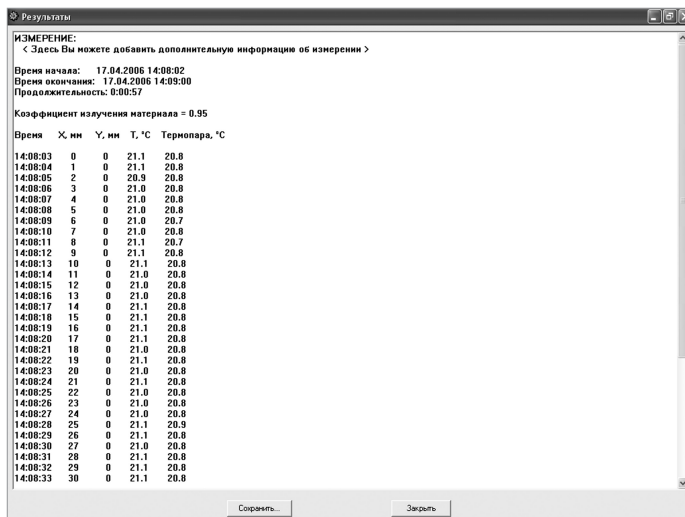 Результаты
ИЗМЕРЕНИЕ:
< Здесь Вы можете добавить дополнительную информацию об измерении >
Время начала: 17.04.2006 14:08:02
Время окончания: 17.04.2006 14:09:00
Продолжительность: 0:00:57
Коэффициент излучения материала = 0.95
Время X, мм Y, мм T, °C Термопара, °C
14:08:03 0 0 21.1 20.8
14:08:04 1 0 21.1 20.8
14:08:05 2 0 20.9 20.8
14:08:06 3 0 21.0 20.8
14:08:07 4 0 21.0 20.8
14:08:08 5 0 21.0 20.8
14:08:09 6 0 21.0 20.7
14:08:10 7 0 21.0 20.8
14:08:11 8 0 21.1 20.7
14:08:12 9 0 21.1 20.8
14:08:13 10 0 21.1 20.8
14:08:14 11 0 21.0 20.8
14:08:15 12 0 21.0 20.8
14:08:16 13 0 21.0 20.8
14:08:17 14 0 21.1 20.8
14:08:18 15 0 21.1 20.8
14:08:19 16 0 21.1 20.8
14:08:20 17 0 21.1 20.8
14:08:21 18 0 21.0 20.8
14:08:22 19 0 21.1 20.8
14:08:23 20 0 21.0 20.8
14:08:24 21 0 21.1 20.8
14:08:25 22 0 21.0 20.8
14:08:26 23 0 21.0 20.8
14:08:27 24 0 21.0 20.8
14:08:28 25 0 21.1 20.9
14:08:29 26 0 21.1 20.8
14:08:30 27 0 21.0 20.8
14:08:31 28 0 21.1 20.8
14:08:32 29 0 21.1 20.8
14:08:33 30 0 21.1 20.8
Сохранить... Закрыть